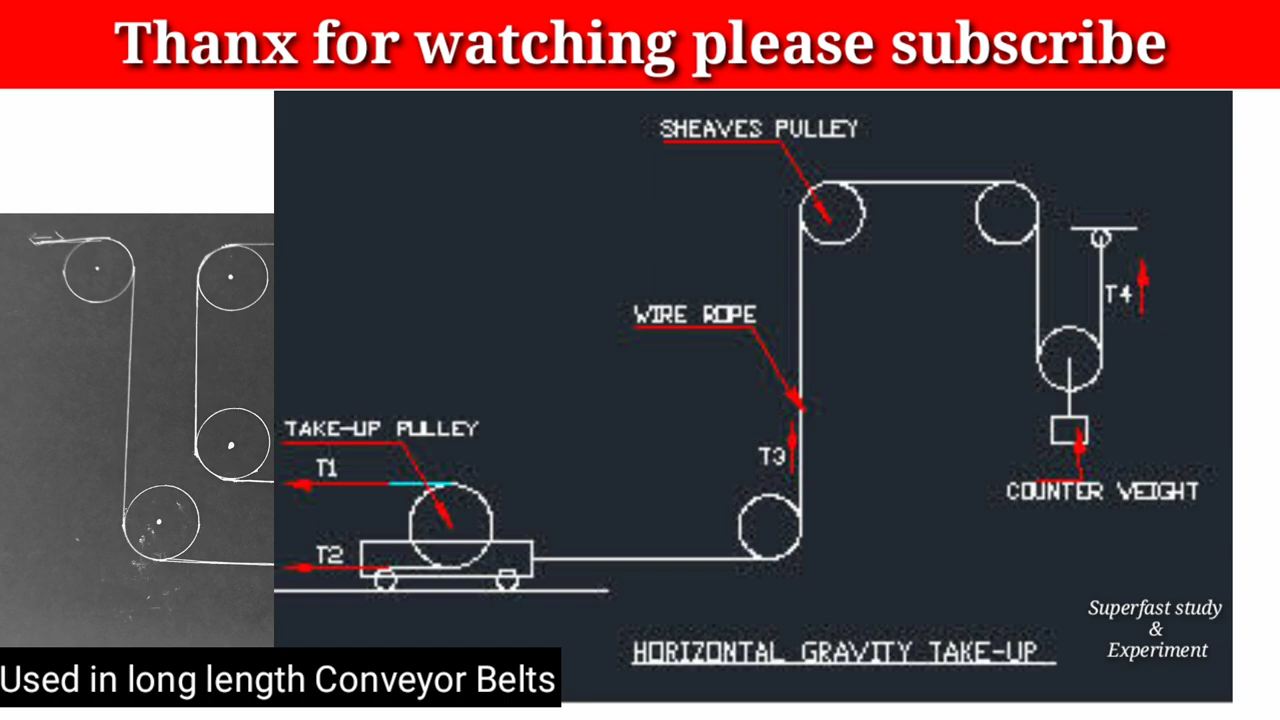 Thanx for watching please subscribe
SHEAVES PULLEY
WIRE ROPE
T4
TAKE-UP PULLEY
T1
T3
COUNTER WEIGHT
T2
HORIZONTAL GRAVITY TAKE-UP
Superfast study
&
Experiment
Used in long length Conveyor Belts